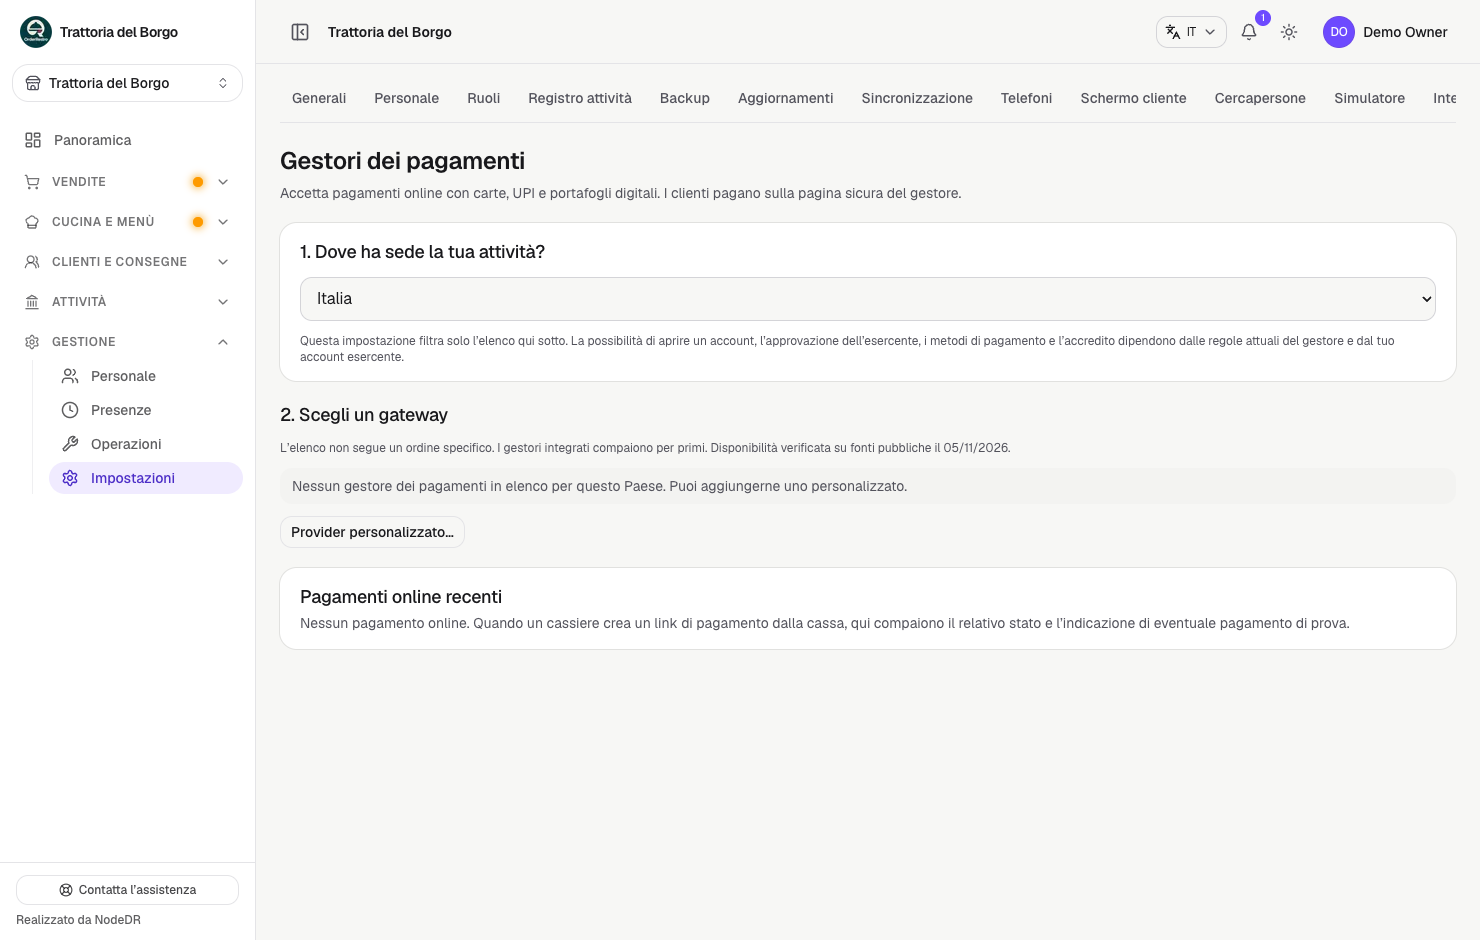 Trattoria del Borgo
Trattoria del Borgo
IT
1
DO
Demo Owner
Trattoria del Borgo
Generali
Personale
Ruoli
Registro attività
Backup
Aggiornamenti
Sincronizzazione
Telefoni
Schermo cliente
Cercapersone
Simulatore
Inte
Panoramica
VENDITE
CUCINA E MENÙ
CLIENTI E CONSEGNE
ATTIVITÀ
GESTIONE
Personale
Presenze
Operazioni
Impostazioni
Gestori dei pagamenti
Accetta pagamenti online con carte, UPI e portafogli digitali. I clienti pagano sulla pagina sicura del gestore.
1. Dove ha sede la tua attività?
Italia
Questa impostazione filtra solo l'elenco qui sotto. La possibilità di aprire un account, l'approvazione dell'esercente, i metodi di pagamento e l'accredito dipendono dalle regole attuali del gestore e dal tuo
account esercente.
2. Scegli un gateway
L'elenco non segue un ordine specifico. I gestori integrati compaiono per primi. Disponibilità verificata su fonti pubbliche il 05/11/2026.
Nessun gestore dei pagamenti in elenco per questo Paese. Puoi aggiungerne uno personalizzato.
Provider personalizzato...
Pagamenti online recenti
Nessun pagamento online. Quando un cassiere crea un link di pagamento dalla cassa, qui compaiono il relativo stato e l'indicazione di eventuale pagamento di prova.
Contatta l'assistenza
Realizzato da NodeDR